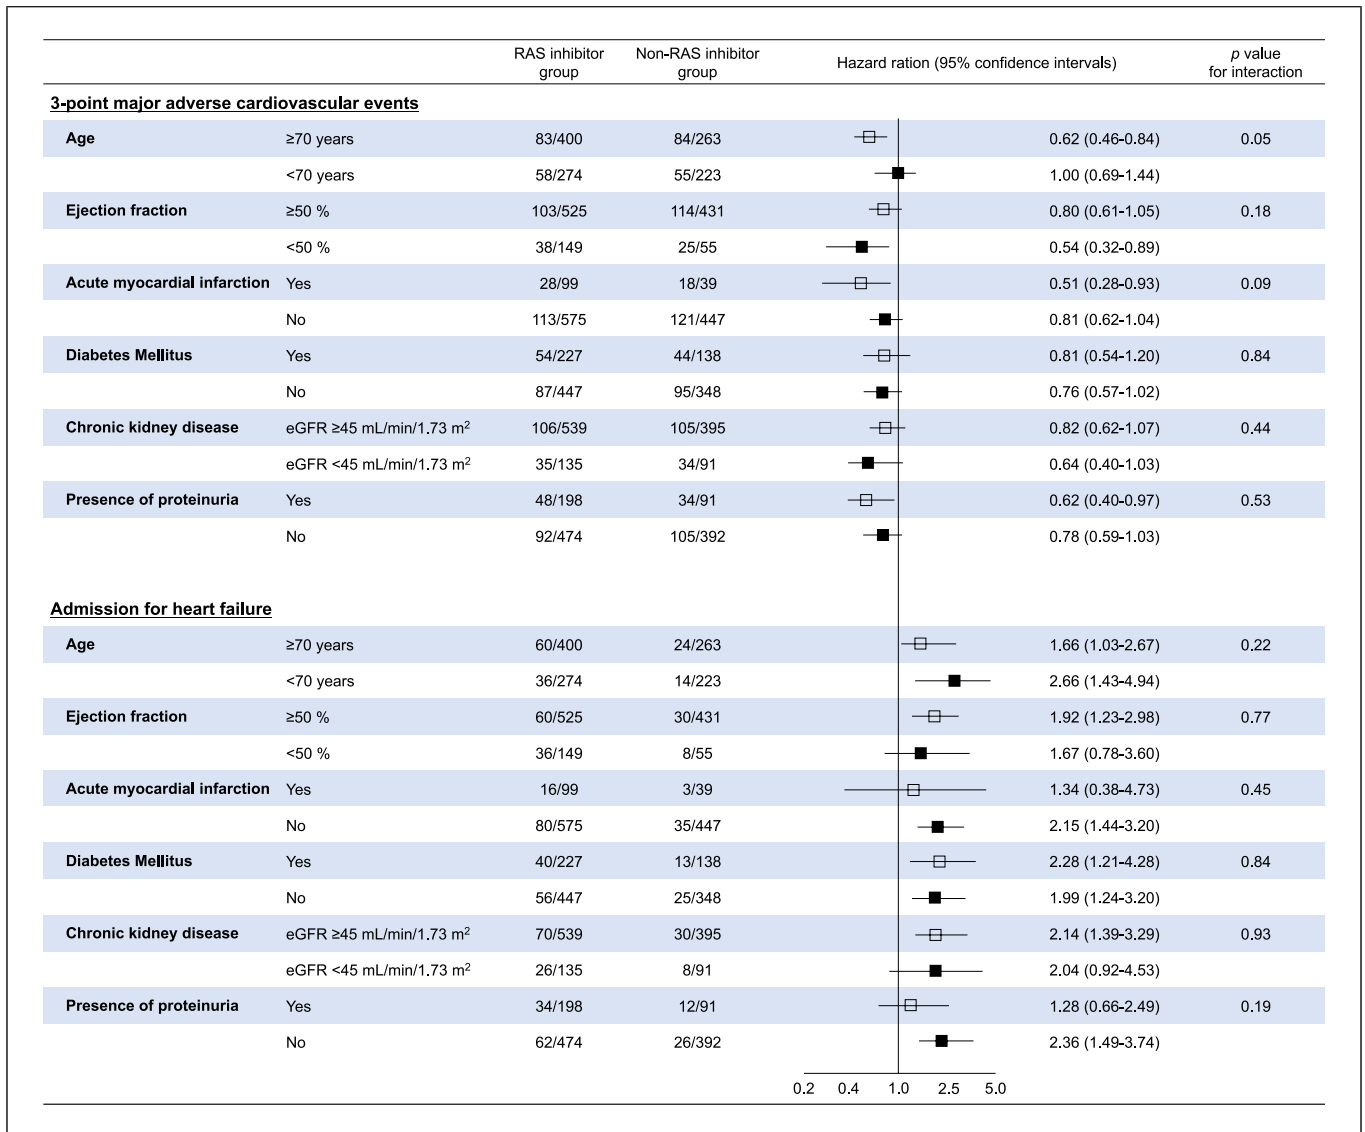 RAS inhibitor group Non-RAS inhibitor group Hazard ration (95% confidence intervals) p value for interaction
3-point major adverse cardiovascular events
Age ≥70 years 83/400 84/263 0.62 (0.46-0.84) 0.05
<70 years 58/274 55/223 1.00 (0.69-1.44)
Ejection fraction ≥50 % 103/525 114/431 0.80 (0.61-1.05) 0.18
<50 % 38/149 25/55 0.54 (0.32-0.89)
Acute myocardial infarction Yes 28/99 18/39 0.51 (0.28-0.93) 0.09
No 113/575 121/447 0.81 (0.62-1.04)
Diabetes Mellitus Yes 54/227 44/138 0.81 (0.54-1.20) 0.84
No 87/447 95/348 0.76 (0.57-1.02)
Chronic kidney disease eGFR ≥45 mL/min/1.73 m² 106/539 105/395 0.82 (0.62-1.07) 0.44
eGFR <45 mL/min/1.73 m² 35/135 34/91 0.64 (0.40-1.03)
Presence of proteinuria Yes 48/198 34/91 0.62 (0.40-0.97) 0.53
No 92/474 105/392 0.78 (0.59-1.03)
Admission for heart failure
Age ≥70 years 60/400 24/263 1.66 (1.03-2.67) 0.22
<70 years 36/274 14/223 2.66 (1.43-4.94)
Ejection fraction ≥50 % 60/525 30/431 1.92 (1.23-2.98) 0.77
<50 % 36/149 8/55 1.67 (0.78-3.60)
Acute myocardial infarction Yes 16/99 3/39 1.34 (0.38-4.73) 0.45
No 80/575 35/447 2.15 (1.44-3.20)
Diabetes Mellitus Yes 40/227 13/138 2.28 (1.21-4.28) 0.84
No 56/447 25/348 1.99 (1.24-3.20)
Chronic kidney disease eGFR ≥45 mL/min/1.73 m² 70/539 30/395 2.14 (1.39-3.29) 0.93
eGFR <45 mL/min/1.73 m² 26/135 8/91 2.04 (0.92-4.53)
Presence of proteinuria Yes 34/198 12/91 1.28 (0.66-2.49) 0.19
No 62/474 26/392 2.36 (1.49-3.74)
0.2 0.4 1.0 2.5 5.0